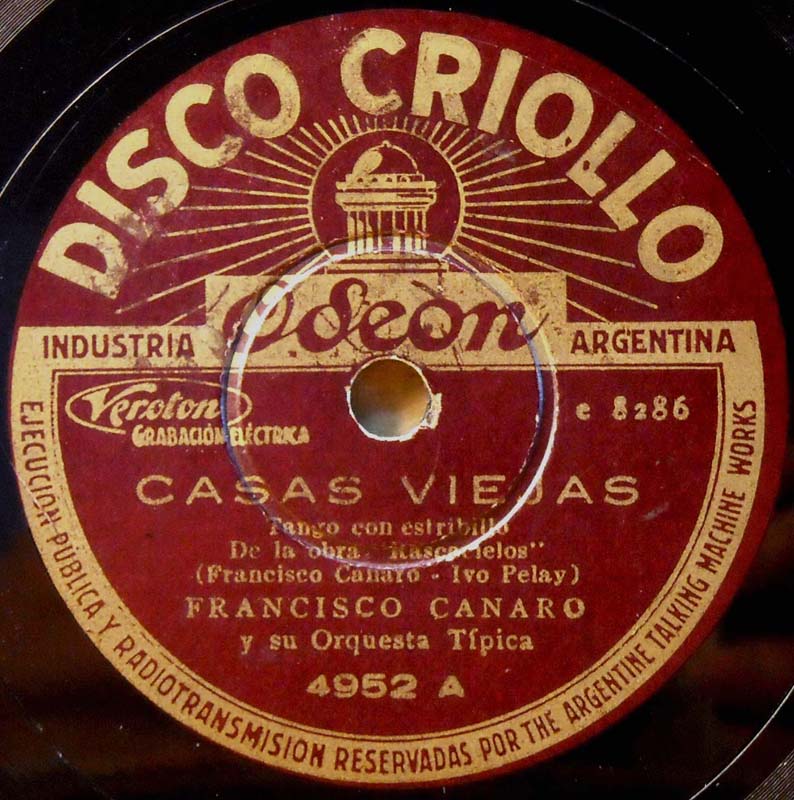 DISCO CRIOLLO
Odeon
INDUSTRIA ARGENTINA
Veroton
GRABACIÓN ELÉCTRICA
e 8286
CASAS VIEJAS
Tango con estribillo
De la obra "Rascacielos"
(Francisco Canaro - Ivo Pelay)
FRANCISCO CANARO
y su Orquesta Típica
4952 A
EJECUCION PUBLICA Y RADIOTRANSMISION RESERVADAS POR THE ARGENTINE TALKING MACHINE WORKS